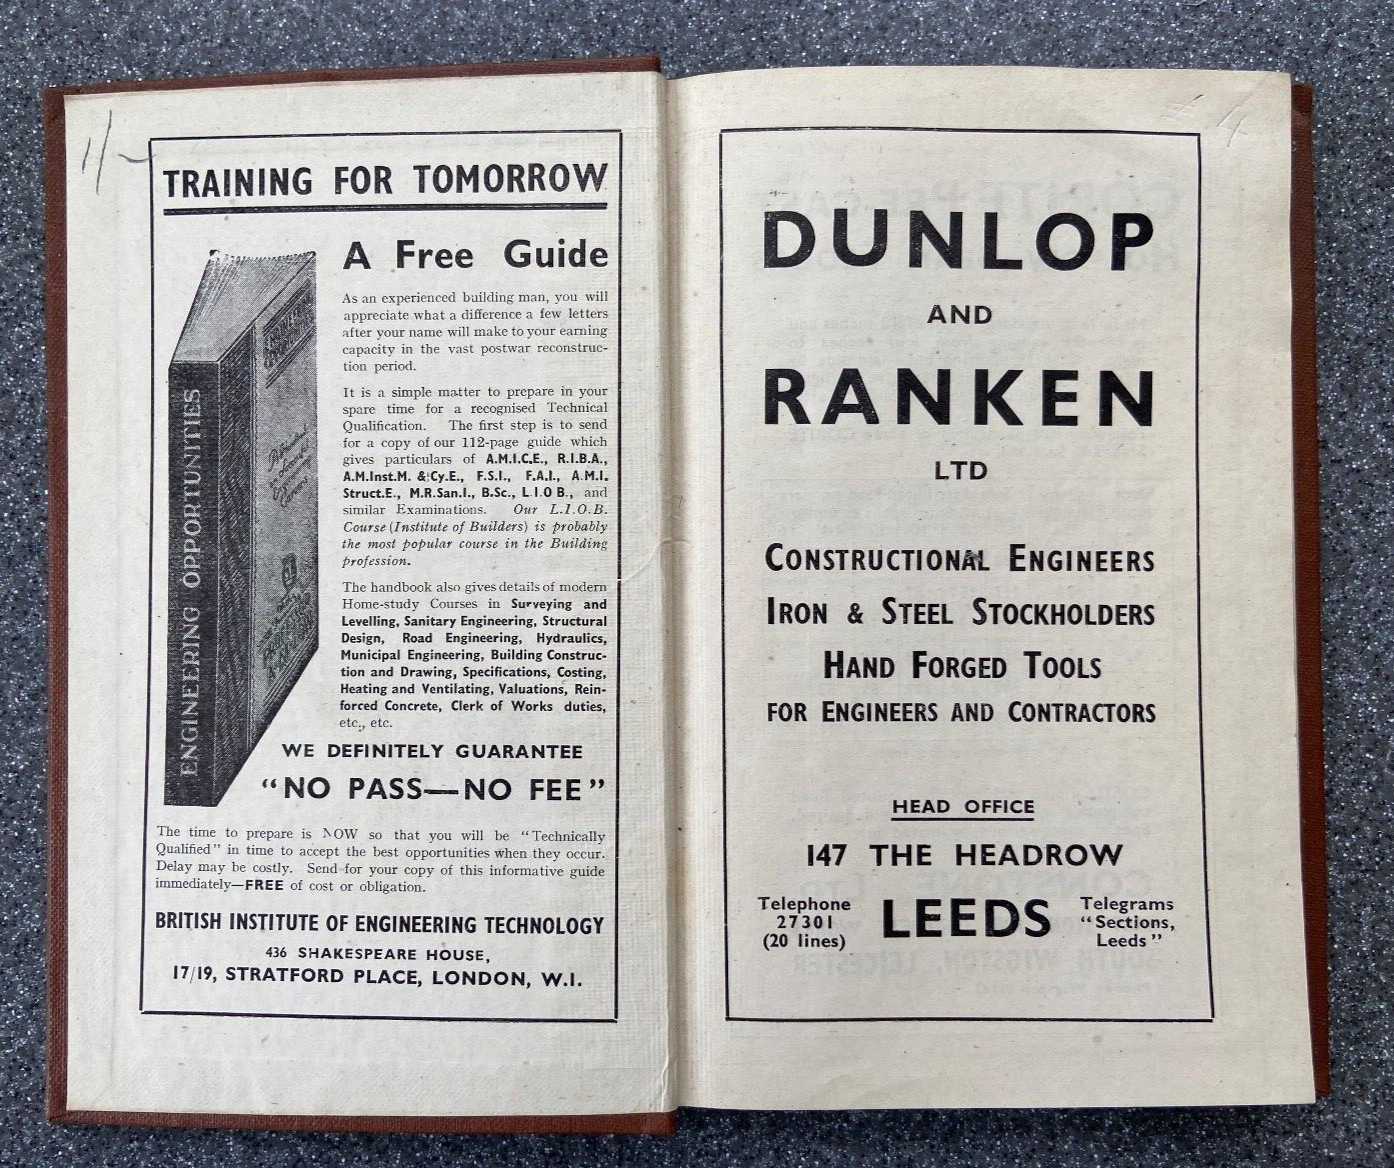 11/-
TRAINING FOR TOMORROW
A Free Guide
As an experienced building man, you will
appreciate what a difference a few letters
after your name will make to your earning
capacity in the vast postwar reconstruc-
tion period.
It is a simple matter to prepare in your
spare time for a recognised Technical
Qualification. The first step is to send
for a copy of our 112-page guide which
gives particulars of A.M.I.C.E., R.I.B.A.,
A.M.Inst.M. & Cy.E., F.S.I., F.A.I., A.M.I.
Struct.E., M.R.San.I., B.Sc., L.I.O B., and
similar Examinations. Our L.I.O.B.
Course (Institute of Builders) is probably
the most popular course in the Building
profession.
The handbook also gives details of modern
Home-study Courses in Surveying and
Levelling, Sanitary Engineering, Structural
Design, Road Engineering, Hydraulics,
Municipal Engineering, Building Construc-
tion and Drawing, Specifications, Costing,
Heating and Ventilating, Valuations, Rein-
forced Concrete, Clerk of Works duties,
etc., etc.
ENGINEERING OPPORTUNITIES
WE DEFINITELY GUARANTEE
"NO PASS—NO FEE"
The time to prepare is NOW so that you will be "Technically
Qualified" in time to accept the best opportunities when they occur.
Delay may be costly. Send for your copy of this informative guide
immediately—FREE of cost or obligation.
BRITISH INSTITUTE OF ENGINEERING TECHNOLOGY
436 SHAKESPEARE HOUSE,
17/19, STRATFORD PLACE, LONDON, W.1.
DUNLOP
AND
RANKEN
LTD
CONSTRUCTIONAL ENGINEERS
IRON & STEEL STOCKHOLDERS
HAND FORGED TOOLS
FOR ENGINEERS AND CONTRACTORS
HEAD OFFICE
147 THE HEADROW
LEEDS
Telephone
27301
(20 lines)
Telegrams
"Sections,
Leeds"